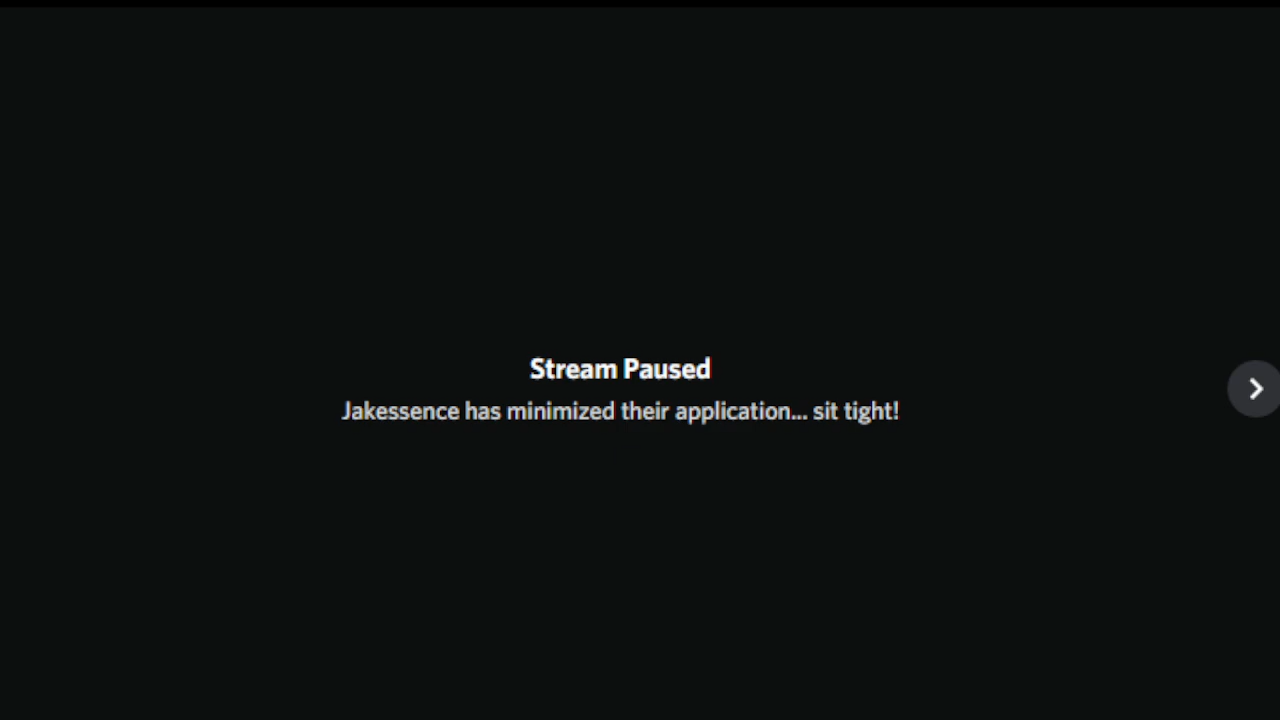 Stream Paused
Jakessence has minimized their application... sit tight!